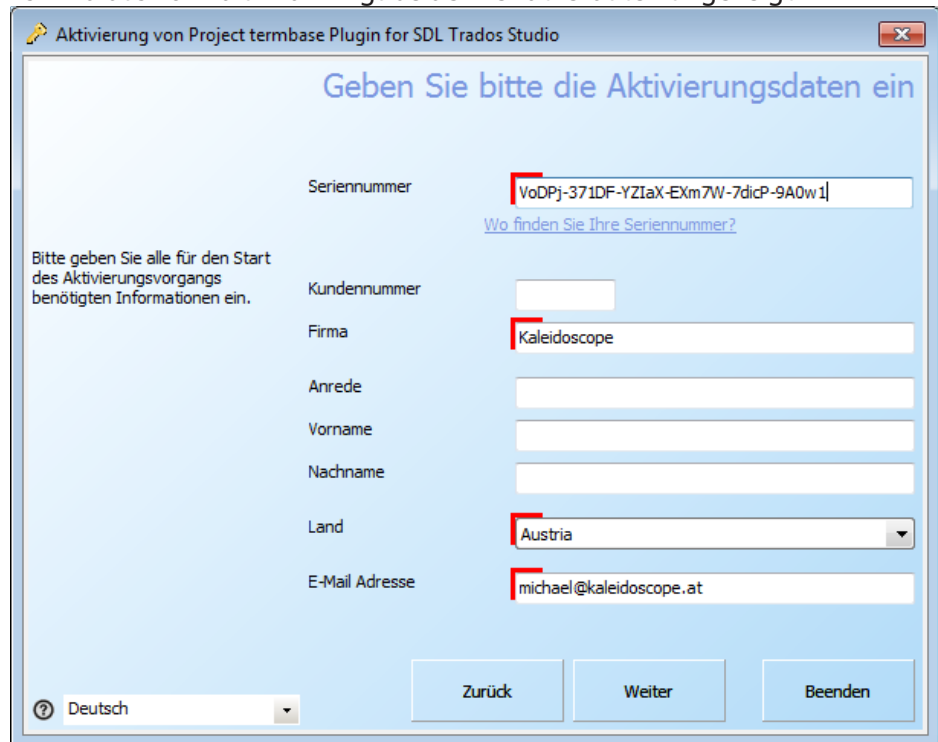 Aktivierung von Project termbase Plugin for SDL Trados Studio
Geben Sie bitte die Aktivierungsdaten ein
Seriennummer
VoDPj-371DF-YZIaX-EXm7W-7dicP-9A0w1
Wo finden Sie Ihre Seriennummer?
Bitte geben Sie alle für den Start
des Aktivierungsvorgangs
benötigten Informationen ein.
Kundennummer
Firma
Kaleidoscope
Anrede
Vorname
Nachname
Land
Austria
E-Mail Adresse
michael@kaleidoscope.at
Zurück
Weiter
Beenden
Deutsch